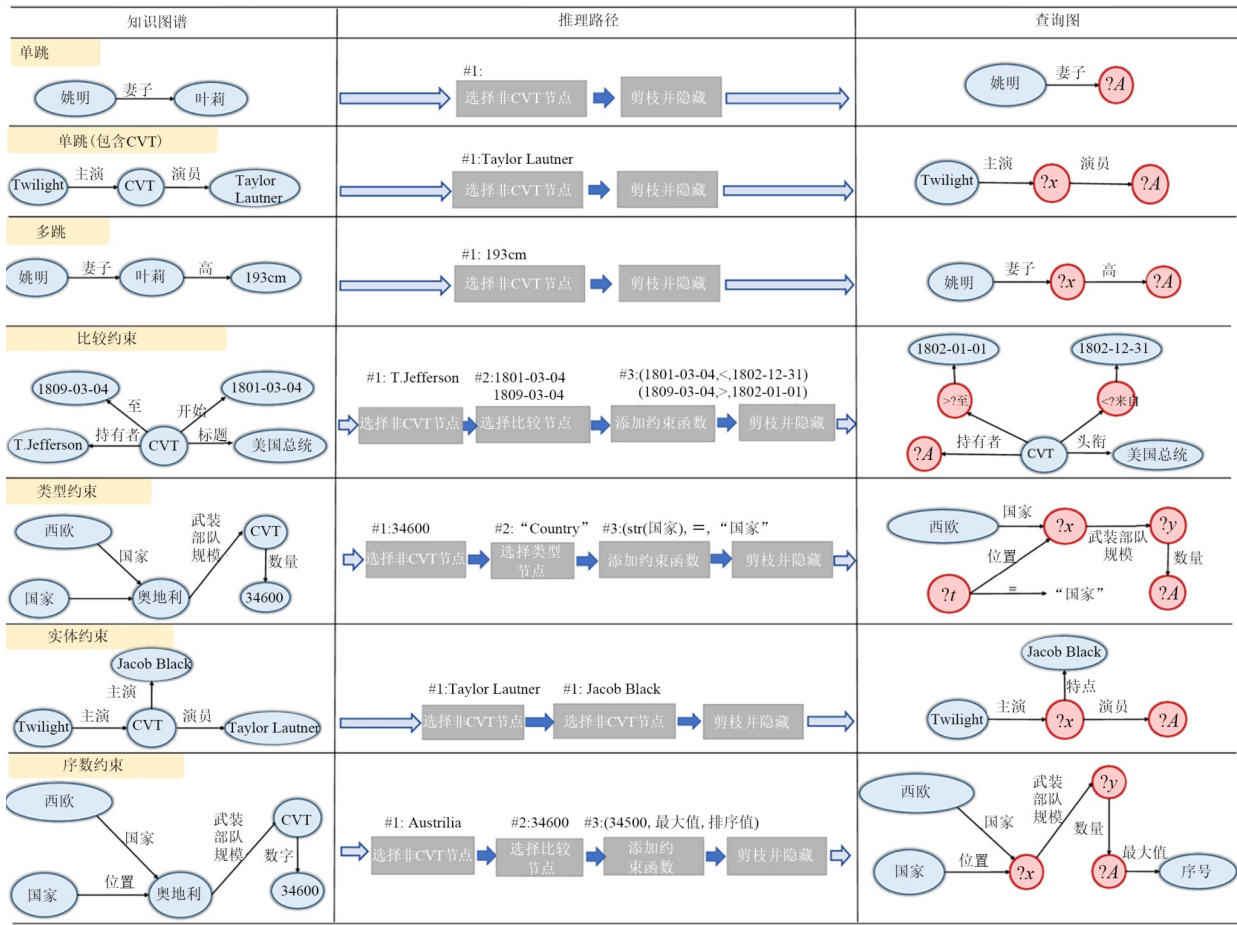 知识图谱
推理路径
查询图
单跳
姚明
妻子
叶莉
#1:
选择非CVT节点
剪枝并隐藏
姚明
妻子
?A
单跳(包含CVT)
Twilight
主演
CVT
演员
Taylor
Lautner
#1:Taylor Lautner
选择非CVT节点
剪枝并隐藏
Twilight
主演
?x
演员
?A
多跳
姚明
妻子
叶莉
高
193cm
#1: 193cm
选择非CVT节点
剪枝并隐藏
姚明
妻子
?x
高
?A
比较约束
1809-03-04
1801-03-04
至
开始
T.Jefferson
持有者
CVT
标题
美国总统
#1: T.Jefferson
#2:1801-03-04
1809-03-04
#3:(1801-03-04,<,1802-12-31)
(1809-03-04,>,1802-01-01)
选择非CVT节点
选择比较节点
添加约束函数
剪枝并隐藏
1802-01-01
1802-12-31
>?至
<?来自
?A
持有者
CVT
头衔
美国总统
类型约束
西欧
国家
武装
部队
规模
CVT
数量
国家
奥地利
34600
#1:34600
#2:“Country”
#3:(str(国家), =, “国家”
选择非CVT节点
选择类型
节点
添加约束函数
剪枝并隐藏
西欧
国家
?x
武装部队
规模
?y
位置
数量
?t
=
“国家”
?A
实体约束
Jacob Black
主演
Twilight
主演
CVT
演员
Taylor Lautner
#1:Taylor Lautner
#1: Jacob Black
选择非CVT节点
选择非CVT节点
剪枝并隐藏
Jacob Black
特点
Twilight
主演
?x
演员
?A
序数约束
西欧
国家
武装
部队
规模
CVT
数字
国家
位置
奥地利
34600
#1: Austrilia
#2:34600
#3:(34500, 最大值, 排序值)
选择非CVT节点
选择比较
节点
添加约
束函数
剪枝并隐藏
西欧
国家
武装
部队
规模
?y
数量
国家
位置
?x
?A
最大值
序号